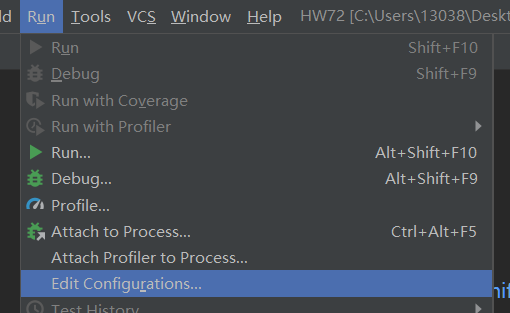 Run Tools VCS Window Help HW72 [C:\Users\13038\Deskt
Run Shift+F10
Debug Shift+F9
Run with Coverage
Run with Profiler
Run... Alt+Shift+F10
Debug... Alt+Shift+F9
Profile...
Attach to Process... Ctrl+Alt+F5
Attach Profiler to Process...
Edit Configurations...
Test History